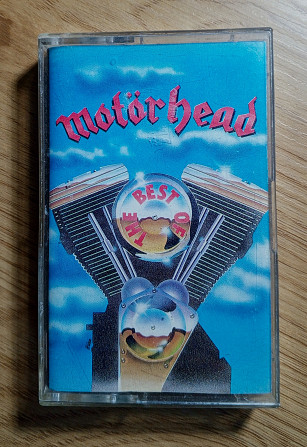 motörhead
THE BEST OF